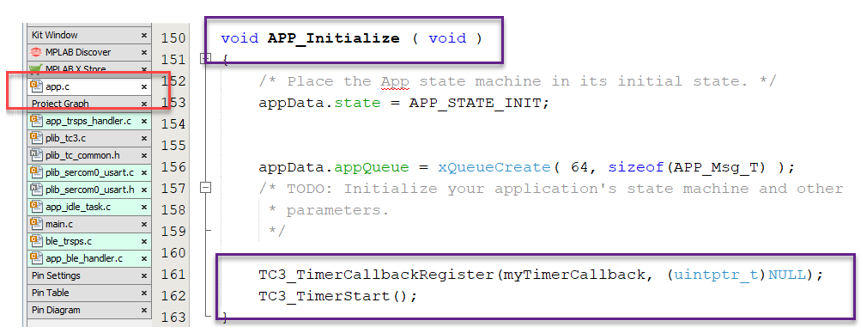 Kit Window ×
MPLAB Discover ×
MPLAB X Store ×
app.c ×
Project Graph ×
app_trsps_handler.c ×
plib_tc3.c ×
plib_tc_common.h ×
plib_sercom0_usart.c ×
plib_sercom0_usart.h ×
app_idle_task.c ×
main.c ×
ble_trsps.c ×
app_ble_handler.c ×
Pin Settings ×
Pin Table ×
Pin Diagram ×
150 void APP_Initialize ( void )
151 {
152 /* Place the App state machine in its initial state. */
153 appData.state = APP_STATE_INIT;
154
155
156 appData.appQueue = xQueueCreate( 64, sizeof(APP_Msg_T) );
157 /* TODO: Initialize your application's state machine and other
158 * parameters.
159 */
160
161 TC3_TimerCallbackRegister(myTimerCallback, (uintptr_t)NULL);
162 TC3_TimerStart();
163 }